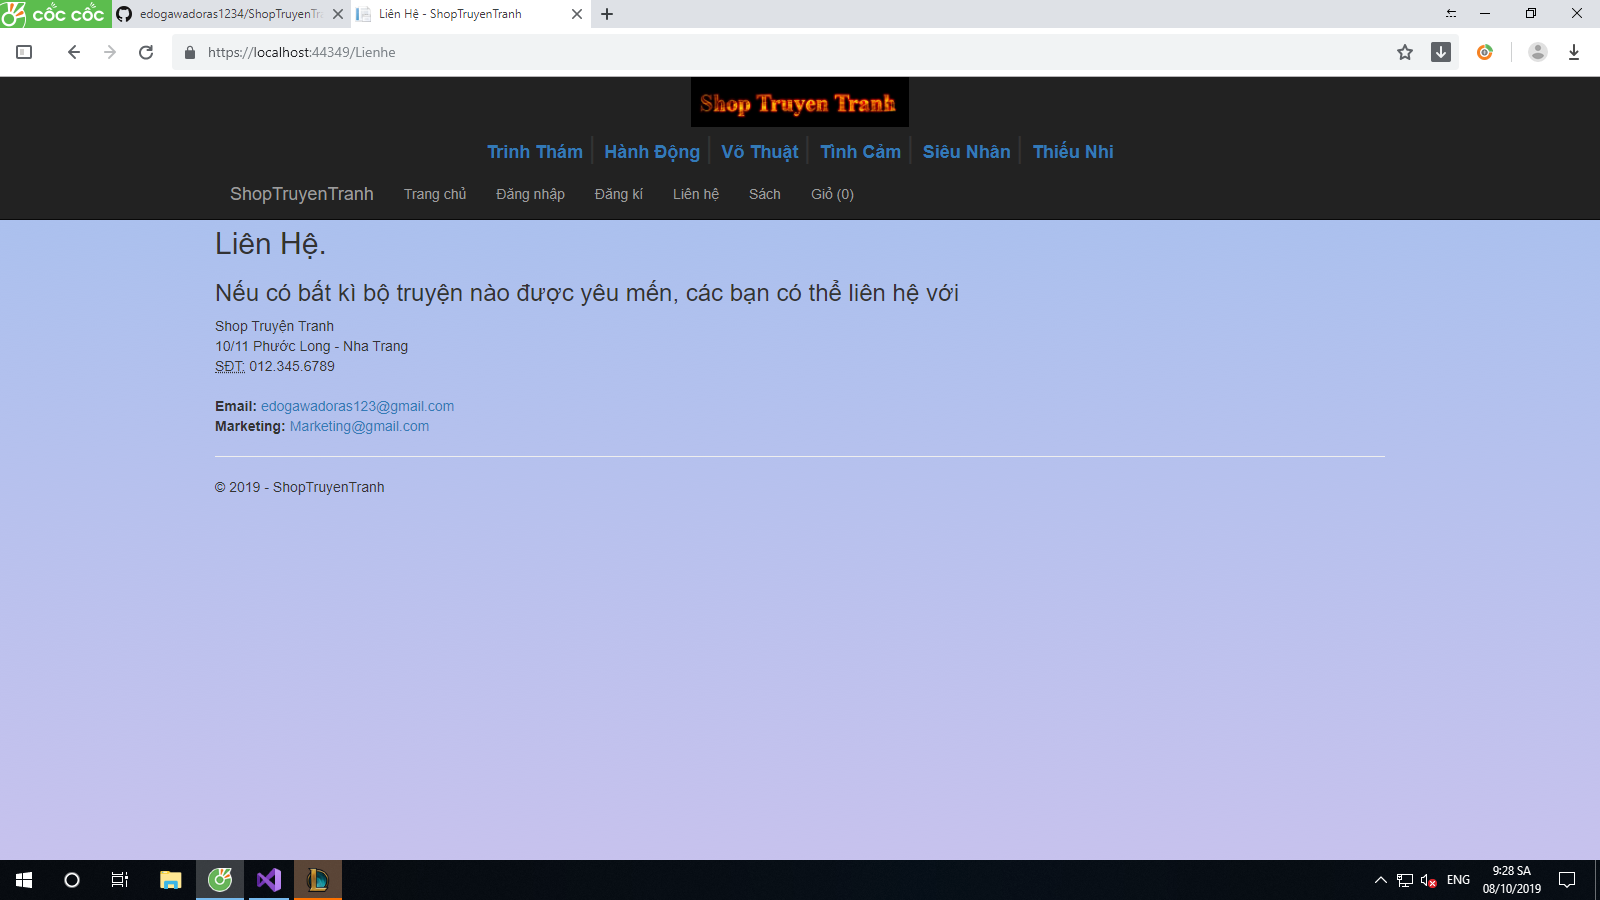 cốc cốc
edogawadoras1234/ShopTruyenTr
Liên Hệ - ShopTruyenTranh
https://localhost:44349/Lienhe
Shop Truyen Tranh
Trinh Thám
Hành Động
Võ Thuật
Tình Cảm
Siêu Nhân
Thiếu Nhi
ShopTruyenTranh
Trang chủ
Đăng nhập
Đăng kí
Liên hệ
Sách
Giỏ (0)
Liên Hệ.
Nếu có bất kì bộ truyện nào được yêu mến, các bạn có thể liên hệ với
Shop Truyện Tranh
10/11 Phước Long - Nha Trang
SĐT: 012.345.6789
Email: edogawadoras123@gmail.com
Marketing: Marketing@gmail.com
© 2019 - ShopTruyenTranh
ENG
9:28 SA
08/10/2019